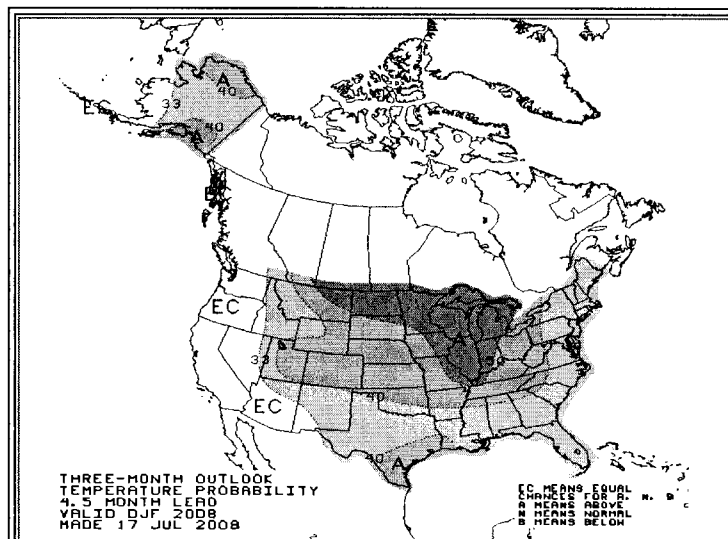 A
40
33
EC
40
A
EC
A
33
EC
40
40
A
THREE-MONTH OUTLOOK
TEMPERATURE PROBABILITY
4.5 MONTH LEAD
VALID DJF 2008
MADE 17 JUL 2008
EC MEANS EQUAL
CHANCES FOR A, N, B
A MEANS ABOVE
N MEANS NORMAL
B MEANS BELOW